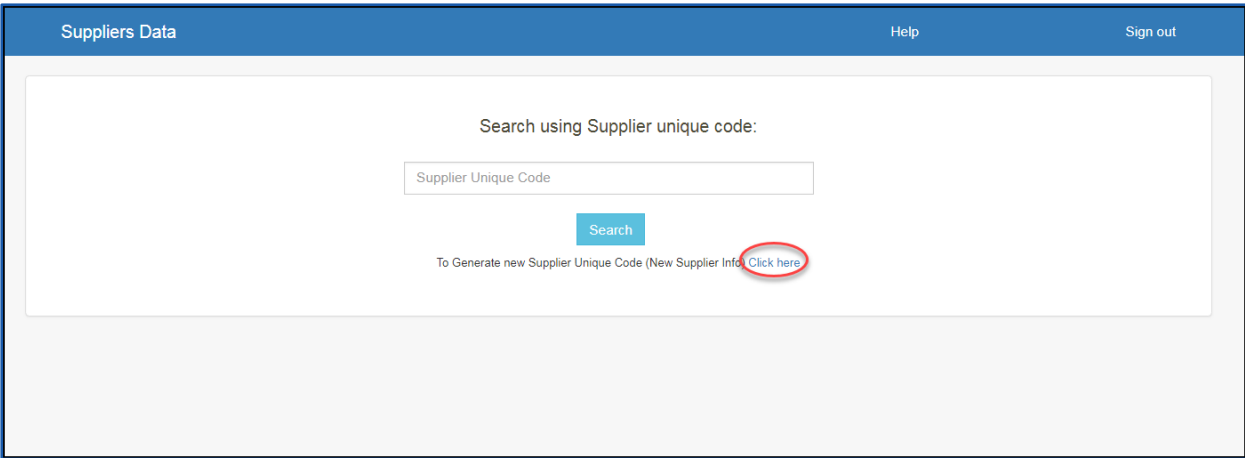 Suppliers Data Help Sign out
Search using Supplier unique code:
Supplier Unique Code
Search
To Generate new Supplier Unique Code (New Supplier Info) Click here